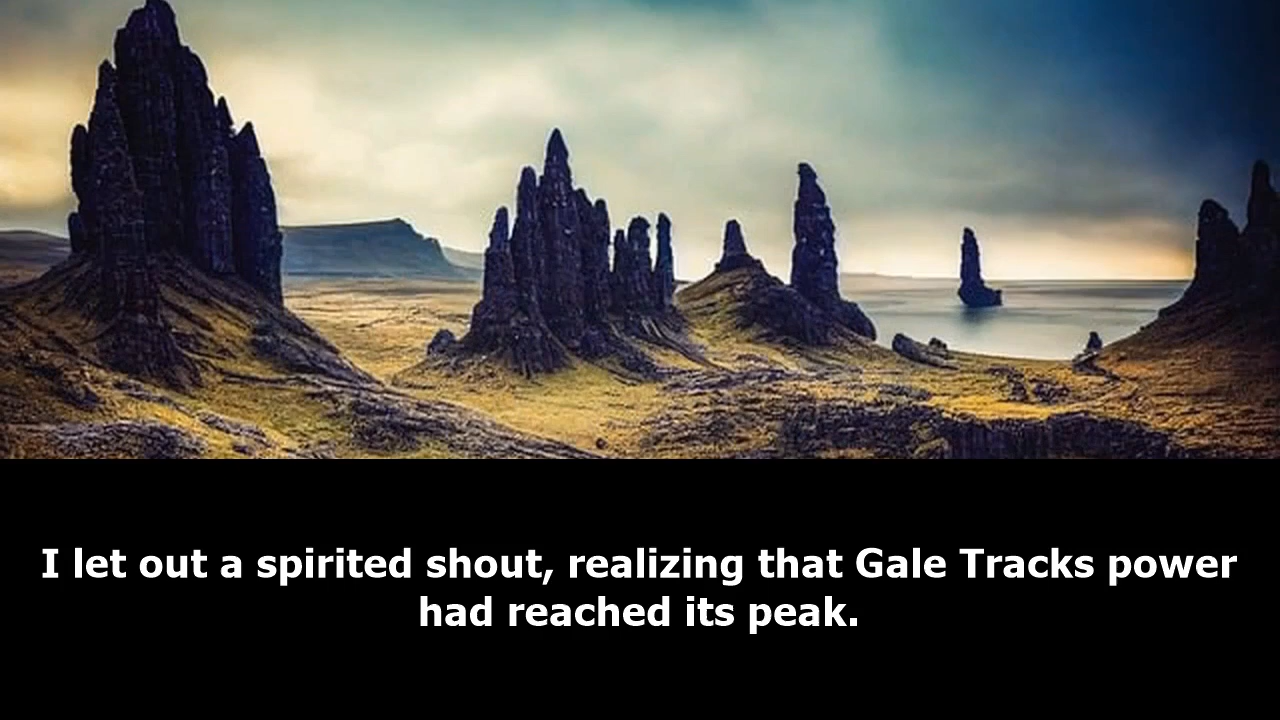 I let out a spirited shout, realizing that Gale Tracks power
had reached its peak.